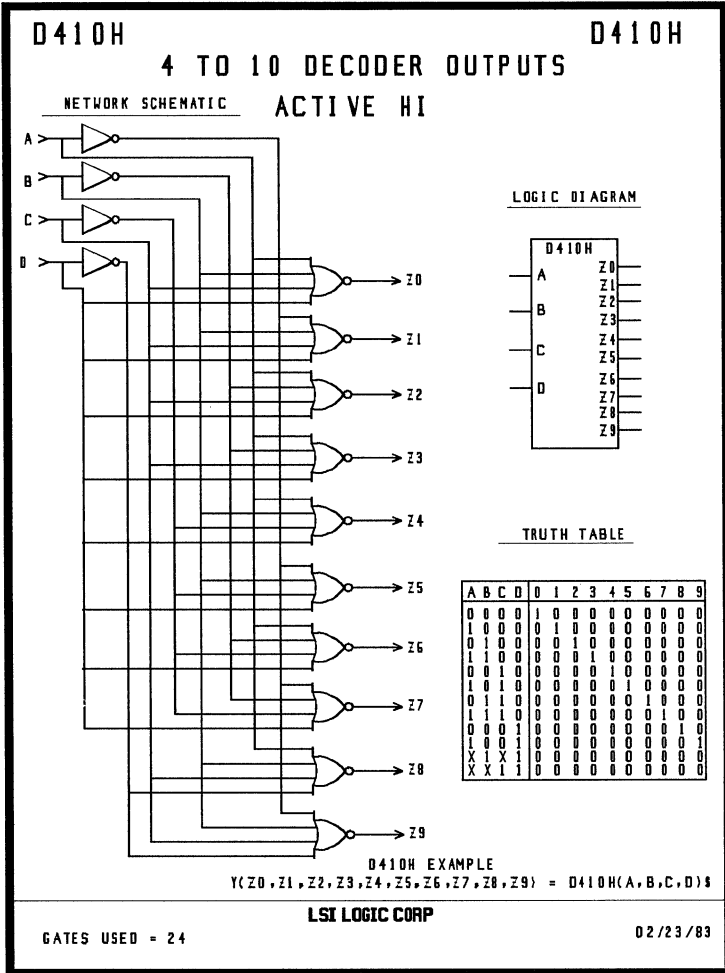 D410H D410H
4 TO 10 DECODER OUTPUTS
NETWORK SCHEMATIC ACTIVE HI
A
B
C
D
Z0
Z1
Z2
Z3
Z4
Z5
Z6
Z7
Z8
Z9
LOGIC DIAGRAM
D410H
A
B
C
D
Z0
Z1
Z2
Z3
Z4
Z5
Z6
Z7
Z8
Z9
TRUTH TABLE
A B C D 0 1 2 3 4 5 6 7 8 9
0 0 0 0 1 0 0 0 0 0 0 0 0 0
1 0 0 0 0 1 0 0 0 0 0 0 0 0
0 1 0 0 0 0 1 0 0 0 0 0 0 0
1 1 0 0 0 0 0 1 0 0 0 0 0 0
0 0 1 0 0 0 0 0 1 0 0 0 0 0
1 0 1 0 0 0 0 0 0 1 0 0 0 0
0 1 1 0 0 0 0 0 0 0 1 0 0 0
1 1 1 0 0 0 0 0 0 0 0 1 0 0
0 0 0 1 0 0 0 0 0 0 0 0 1 0
1 0 0 1 0 0 0 0 0 0 0 0 0 1
X 1 X 1 0 0 0 0 0 0 0 0 0 0
X X 1 1 0 0 0 0 0 0 0 0 0 0
D410H EXAMPLE
Y(Z0,Z1,Z2,Z3,Z4,Z5,Z6,Z7,Z8,Z9) = D410H(A,B,C,D)$
LSI LOGIC CORP
GATES USED = 24
02/23/83